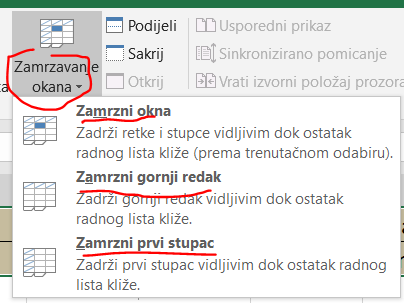 Zamrzavanje
okana
Podijeli
Sakrij
Otkrij
Usporedni prikaz
Sinkronizirano pomicanje
Vrati izvorni položaj prozora
Zamrzni okna
Zadrži retke i stupce vidljivim dok ostatak
radnog lista kliže (prema trenutačnom odabiru).
Zamrzni gornji redak
Zadrži gornji redak vidljivim dok ostatak
radnog lista kliže.
Zamrzni prvi stupac
Zadrži prvi stupac vidljivim dok ostatak radnog
lista kliže.